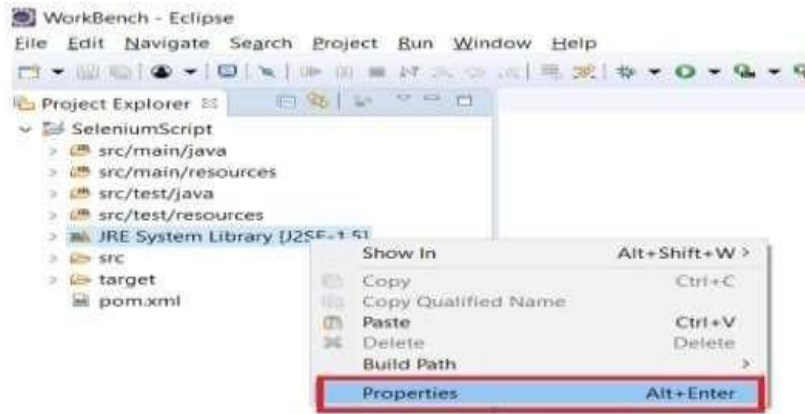 WorkBench - Eclipse
File Edit Navigate Search Project Run Window Help
Project Explorer
SeleniumScript
src/main/java
src/main/resources
src/test/java
src/test/resources
JRE System Library [J2SE-1.5]
src
target
pom.xml
Show In Alt+Shift+W >
Copy Ctrl+C
Copy Qualified Name
Paste Ctrl+V
Delete Delete
Build Path >
Properties Alt+Enter